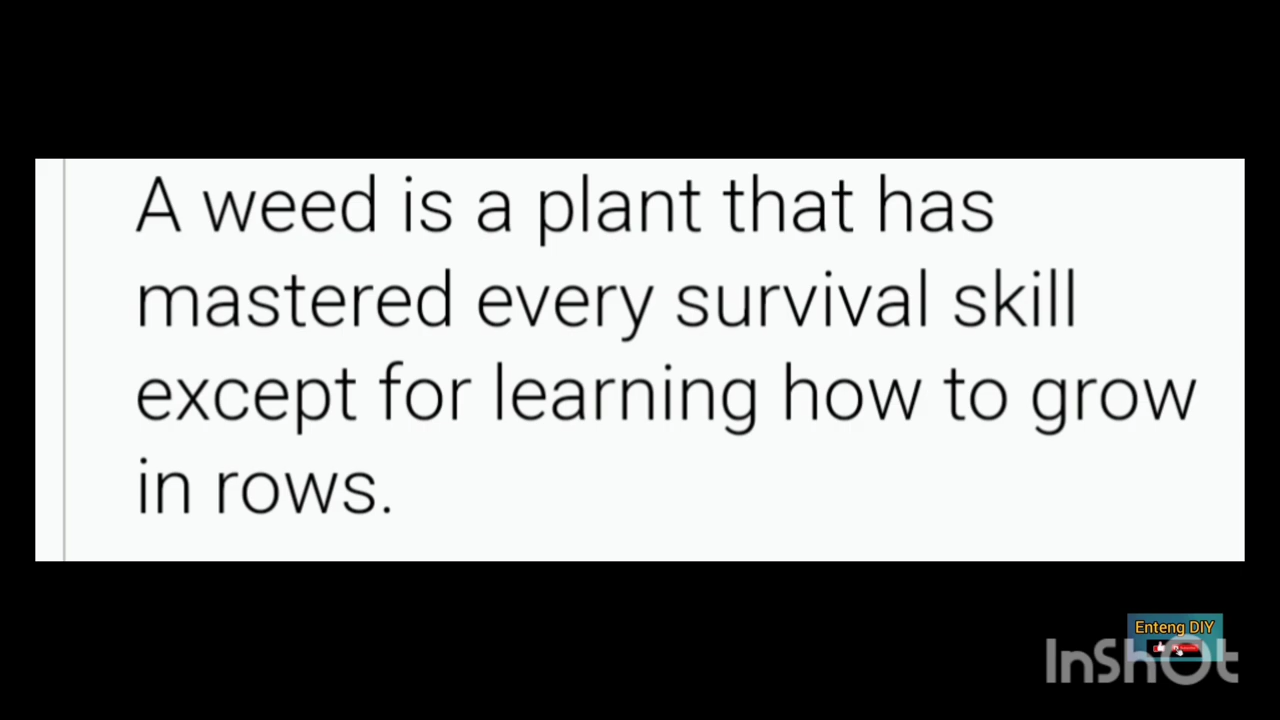 A weed is a plant that has
mastered every survival skill
except for learning how to grow
in rows.
Enteng DIY
InShOt